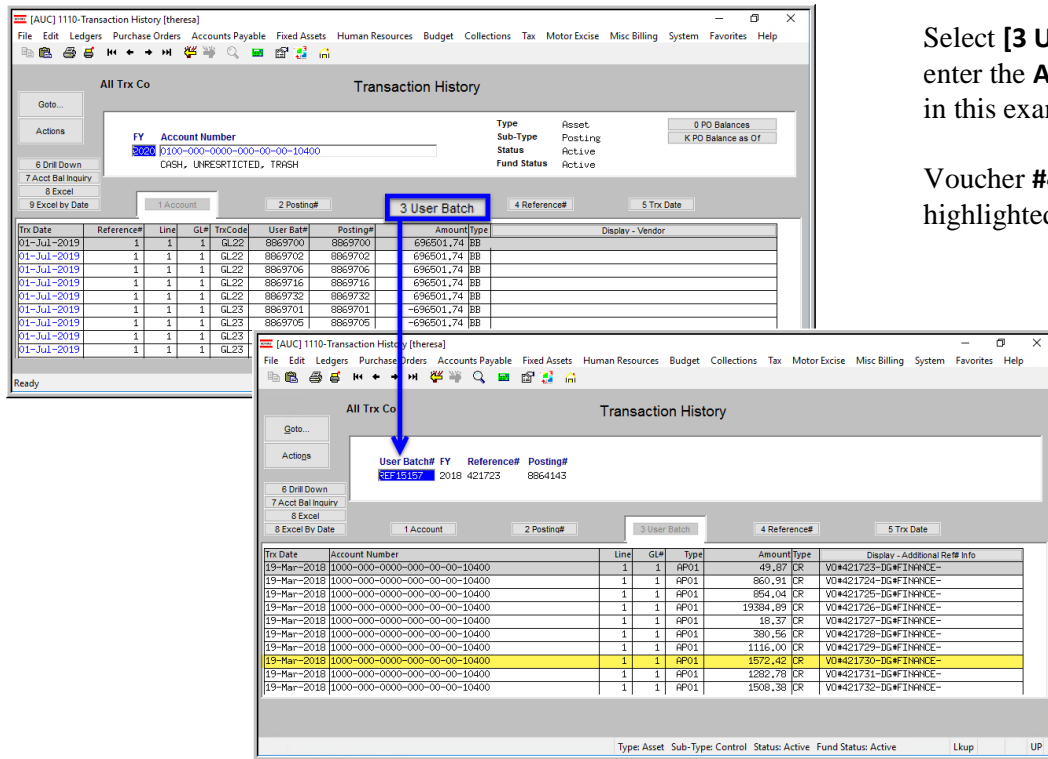 [AUC] 1110-Transaction History [theresa]
File Edit Ledgers Purchase Orders Accounts Payable Fixed Assets Human Resources Budget Collections Tax Motor Excise Misc Billing System Favorites Help
All Trx Co
Transaction History
Goto...
Actions
6 Drill Down
7 Acct Bal Inquiry
8 Excel
9 Excel by Date
FY Account Number
2020 0100-000-0000-000-00-00-10400
CASH, UNRESRTICTED, TRASH
Type Asset
Sub-Type Posting
Status Active
Fund Status Active
0 PO Balances
K PO Balance as Of
1 Account 2 Posting# 3 User Batch 4 Reference# 5 Trx Date
Trx Date Reference# Line GL# TrxCode User Bat# Posting# Amount Type Display - Vendor
01-Jul-2019 1 1 1 GL22 8869700 8869700 696501.74 BB
01-Jul-2019 1 1 1 GL22 8869702 8869702 696501.74 BB
01-Jul-2019 1 1 1 GL22 8869706 8869706 696501.74 BB
01-Jul-2019 1 1 1 GL22 8869716 8869716 696501.74 BB
01-Jul-2019 1 1 1 GL22 8869732 8869732 696501.74 BB
01-Jul-2019 1 1 1 GL23 8869701 8869701 -696501.74 BB
01-Jul-2019 1 1 1 GL23 8869705 8869705 -696501.74 BB
01-Jul-2019 1 1 1 GL23
01-Jul-2019 1 1 1 GL23
Ready
Select [3 U
enter the A
in this exa
Voucher #
highlighted
[AUC] 1110-Transaction History [theresa]
File Edit Ledgers Purchase Orders Accounts Payable Fixed Assets Human Resources Budget Collections Tax Motor Excise Misc Billing System Favorites Help
All Trx Co
Transaction History
Goto...
Actions
6 Drill Down
7 Acct Bal Inquiry
8 Excel
8 Excel By Date
User Batch# FY Reference# Posting#
REF15157 2018 421723 8864143
1 Account 2 Posting# 3 User Batch 4 Reference# 5 Trx Date
Trx Date Account Number Line GL# Type Amount Type Display - Additional Ref# Info
19-Mar-2018 1000-000-0000-000-00-00-10400 1 1 AP01 49.87 CR VO#421723-DG#FINANCE-
19-Mar-2018 1000-000-0000-000-00-00-10400 1 1 AP01 860.91 CR VO#421724-DG#FINANCE-
19-Mar-2018 1000-000-0000-000-00-00-10400 1 1 AP01 854.04 CR VO#421725-DG#FINANCE-
19-Mar-2018 1000-000-0000-000-00-00-10400 1 1 AP01 19384.89 CR VO#421726-DG#FINANCE-
19-Mar-2018 1000-000-0000-000-00-00-10400 1 1 AP01 18.37 CR VO#421727-DG#FINANCE-
19-Mar-2018 1000-000-0000-000-00-00-10400 1 1 AP01 380.56 CR VO#421728-DG#FINANCE-
19-Mar-2018 1000-000-0000-000-00-00-10400 1 1 AP01 1116.00 CR VO#421729-DG#FINANCE-
19-Mar-2018 1000-000-0000-000-00-00-10400 1 1 AP01 1572.42 CR VO#421730-DG#FINANCE-
19-Mar-2018 1000-000-0000-000-00-00-10400 1 1 AP01 1282.78 CR VO#421731-DG#FINANCE-
19-Mar-2018 1000-000-0000-000-00-00-10400 1 1 AP01 1508.38 CR VO#421732-DG#FINANCE-
Type: Asset Sub-Type: Control Status: Active Fund Status: Active Lkup UP